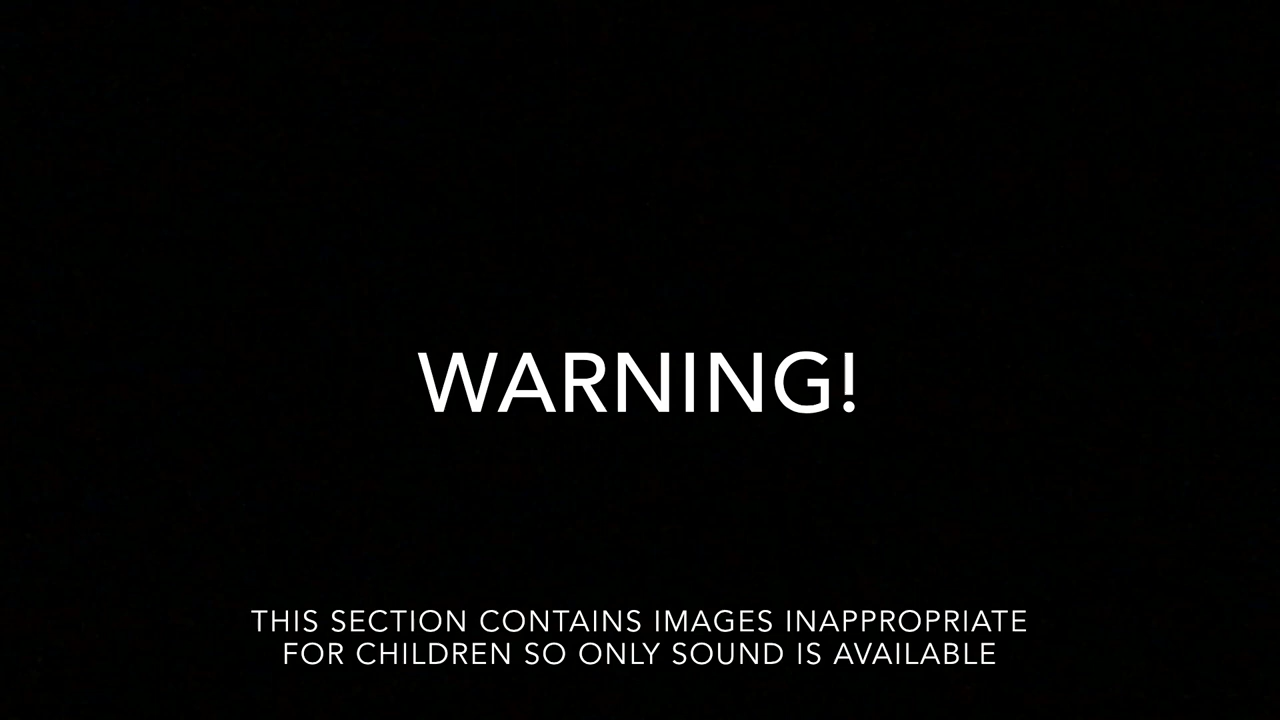 WARNING!
THIS SECTION CONTAINS IMAGES INAPPROPRIATE
FOR CHILDREN SO ONLY SOUND IS AVAILABLE